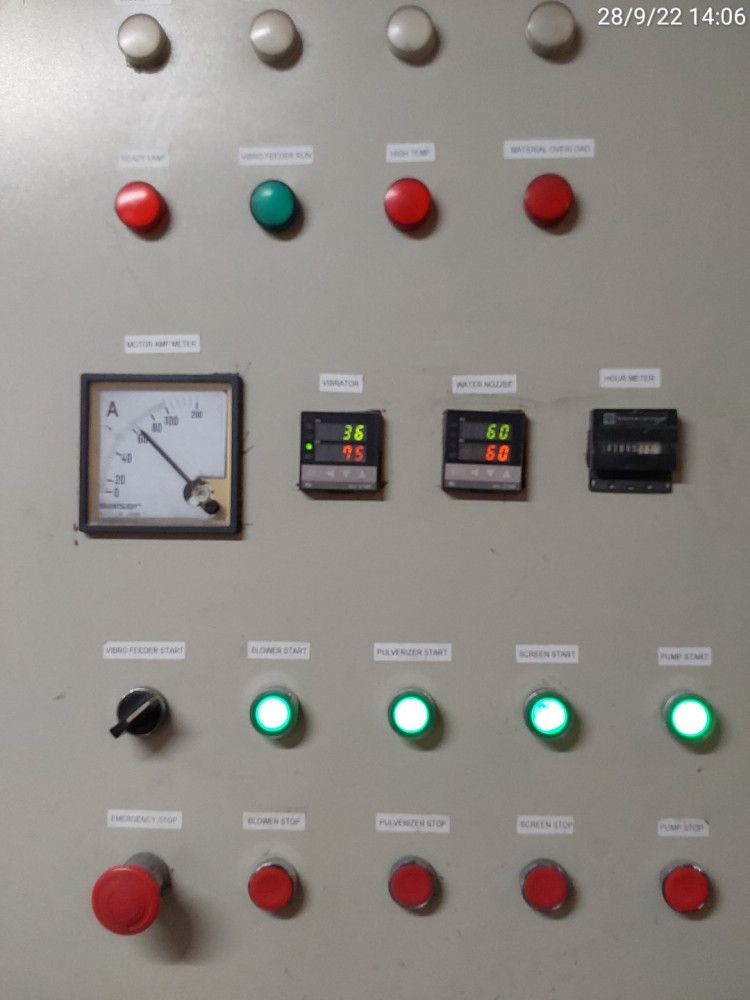 28/9/22 14:06
READY LAMP
VIBRO FEEDER RUN
HIGH TEMP
MATERIAL OVERLOAD
MOTOR AMP METER
VIBRATOR
WATER NOZZLE
HOUR METER
A
0
20
40
60
80
100
200
36
75
60
60
VIBRO FEEDER START
BLOWER START
PULVERIZER START
SCREEN START
PUMP START
EMERGENCY STOP
BLOWER STOP
PULVERIZER STOP
SCREEN STOP
PUMP STOP